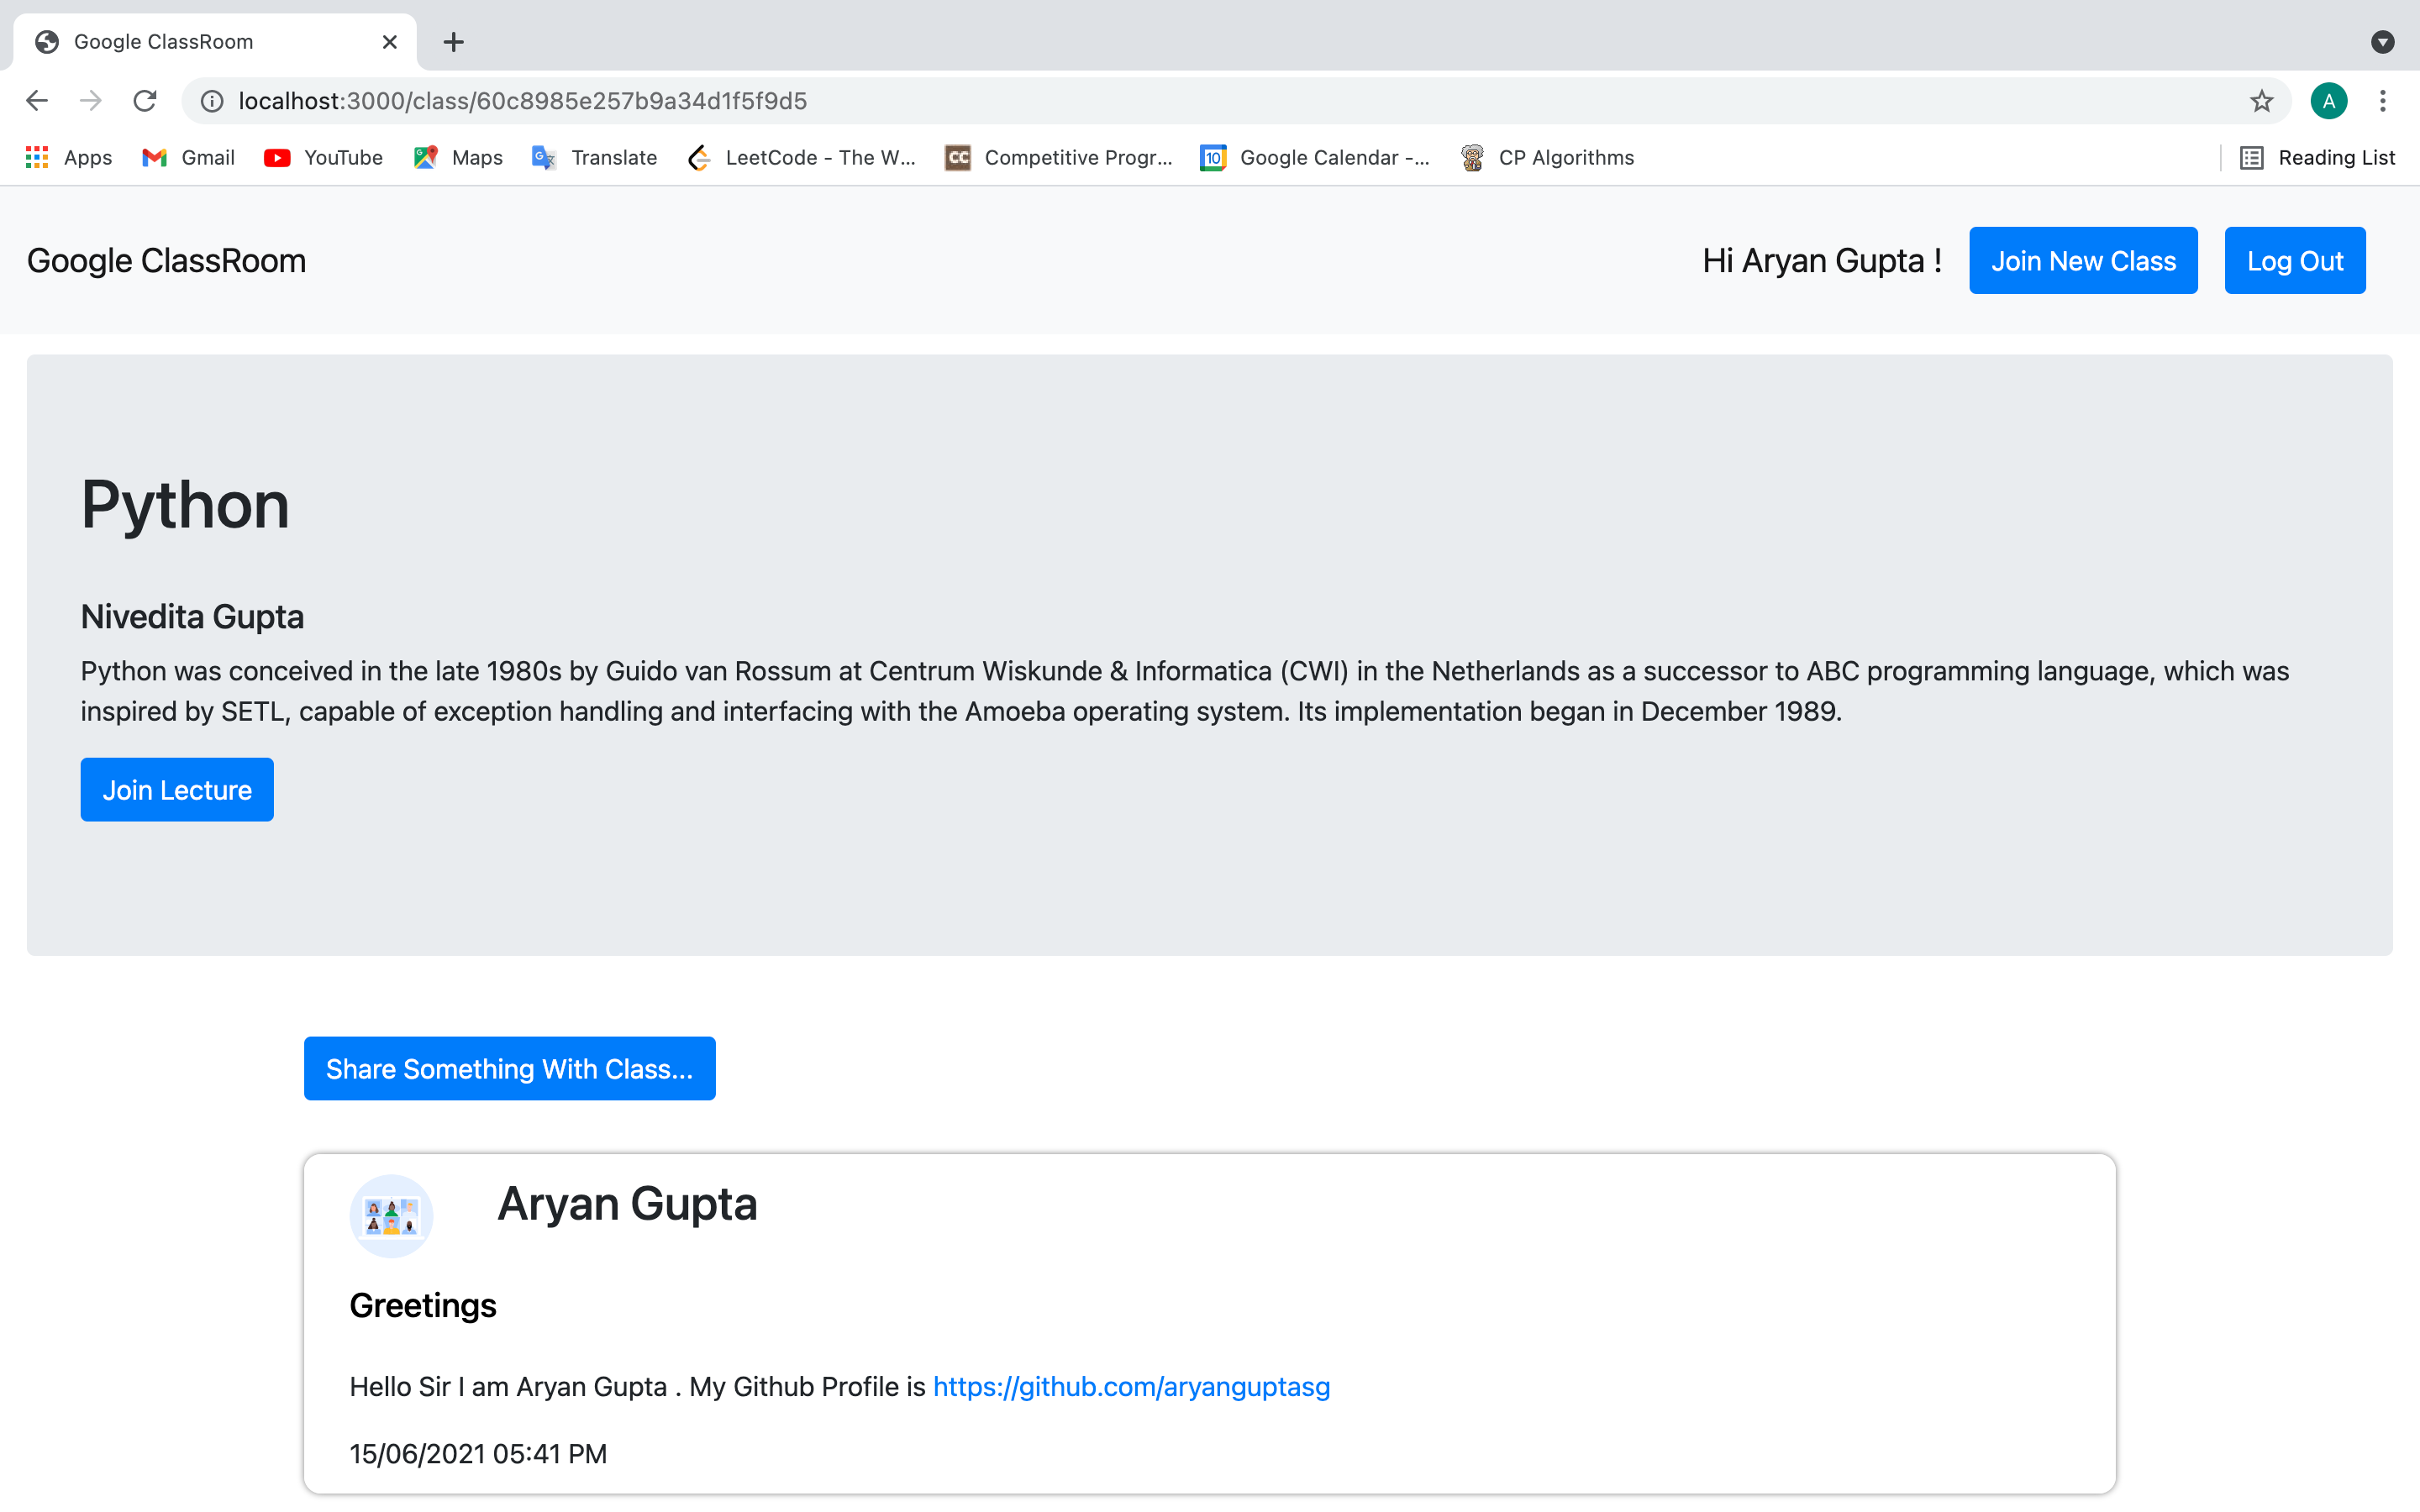 Google ClassRoom
localhost:3000/class/60c8985e257b9a34d1f5f9d5
A
Apps Gmail YouTube Maps Translate LeetCode - The W... CC Competitive Progr... 10 Google Calendar -... CP Algorithms Reading List
Google ClassRoom Hi Aryan Gupta ! Join New Class Log Out
Python
Nivedita Gupta
Python was conceived in the late 1980s by Guido van Rossum at Centrum Wiskunde & Informatica (CWI) in the Netherlands as a successor to ABC programming language, which was
inspired by SETL, capable of exception handling and interfacing with the Amoeba operating system. Its implementation began in December 1989.
Join Lecture
Share Something With Class...
Aryan Gupta
Greetings
Hello Sir I am Aryan Gupta . My Github Profile is https://github.com/aryanguptasg
15/06/2021 05:41 PM